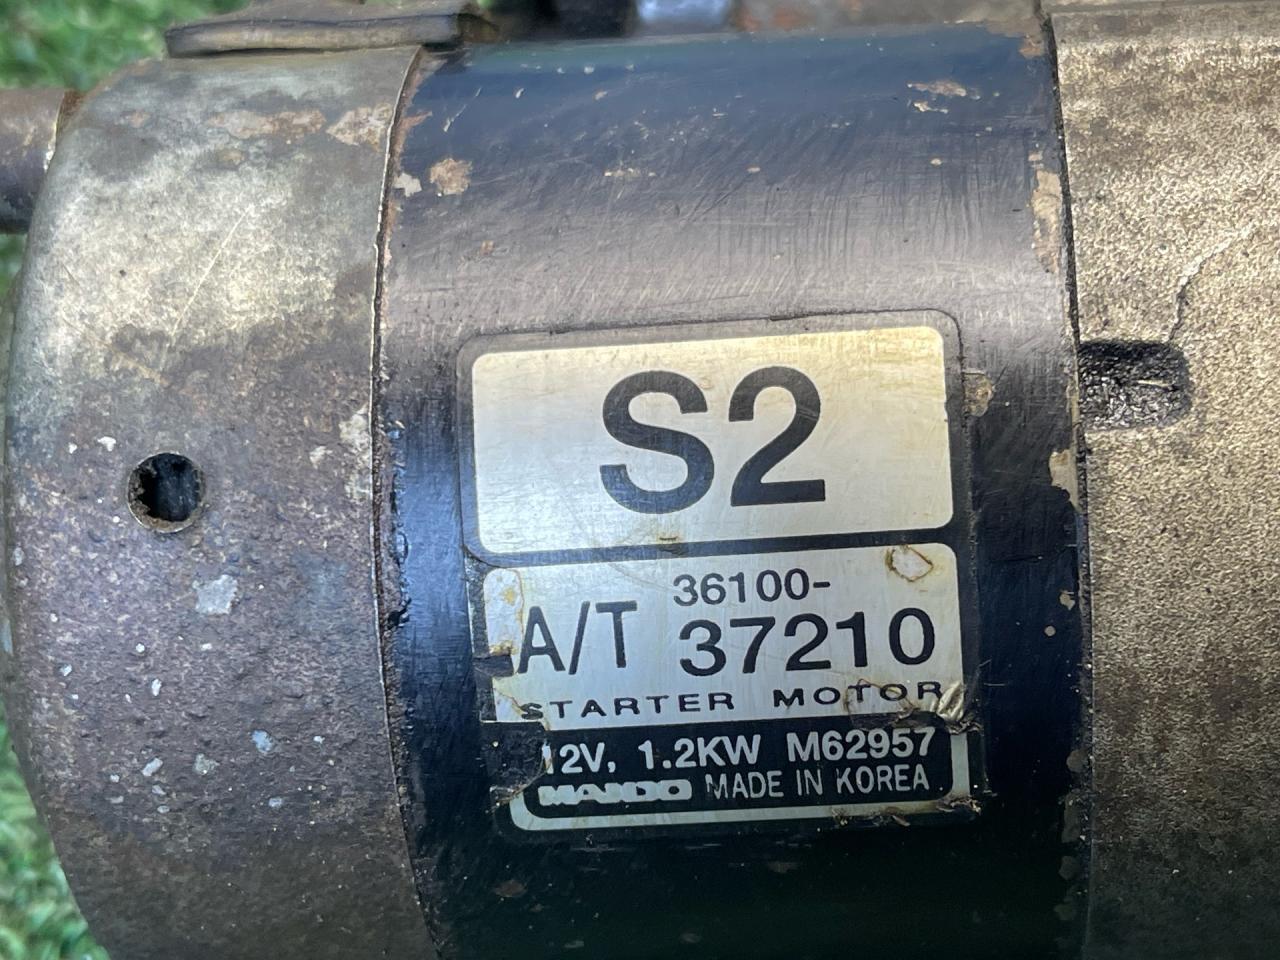 S2
36100-
A/T 37210
STARTER MOTOR
12V, 1.2KW M62957
MANDO MADE IN KOREA